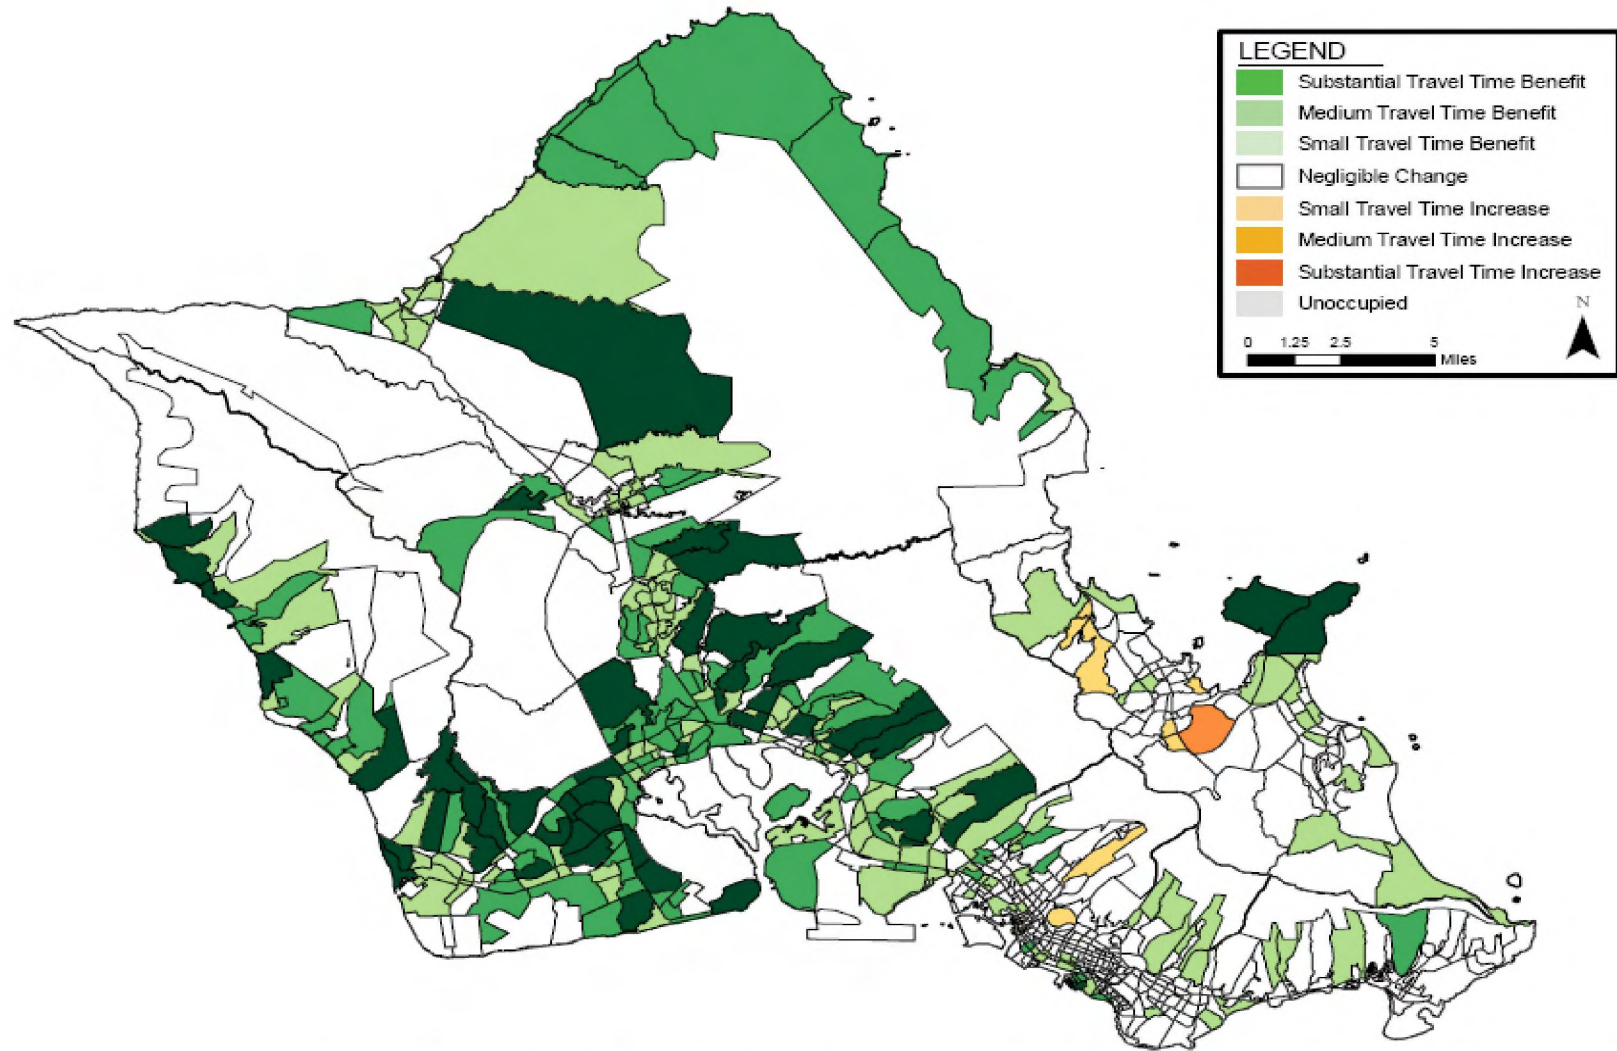 LEGEND
Substantial Travel Time Benefit
Medium Travel Time Benefit
Small Travel Time Benefit
Negligible Change
Small Travel Time Increase
Medium Travel Time Increase
Substantial Travel Time Increase
Unoccupied
N
0 1.25 2.5 5
Miles